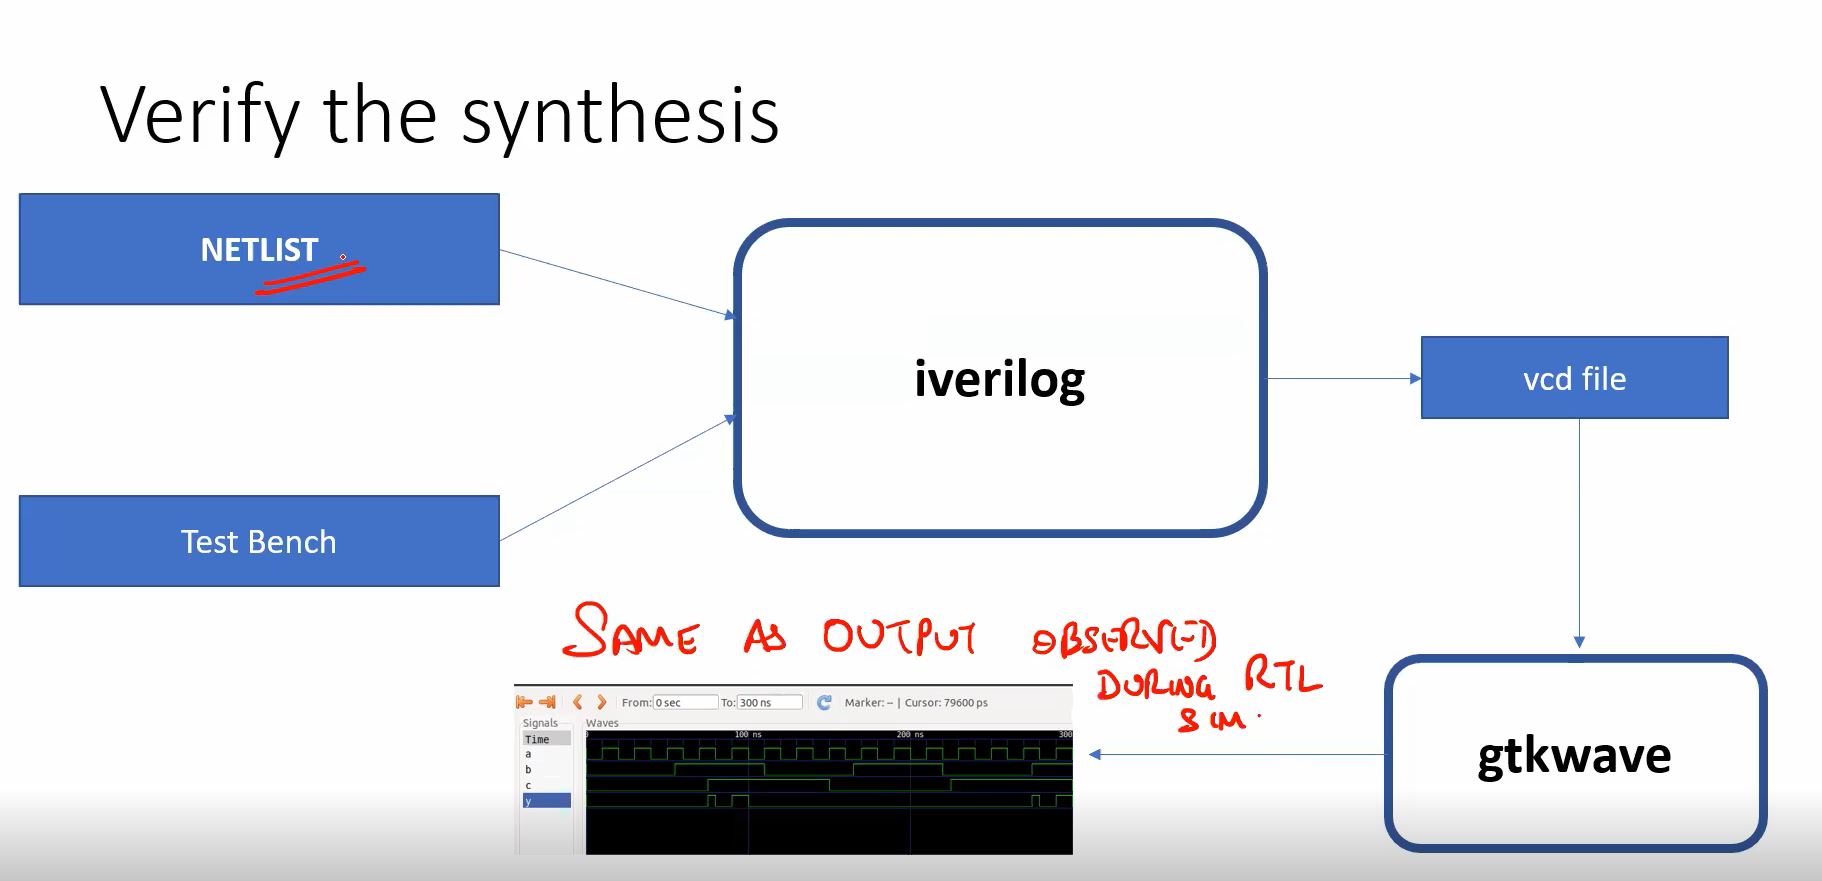 Verify the synthesis
NETLIST
iverilog
vcd file
Test Bench
SAME AS OUTPUT OBSERVED
DURING RTL
SIM.
From: 0 sec To: 300 ns Marker: -- | Cursor: 79600 ps
Signals Waves
Time
0 100 ns 200 ns 300
a
b
c
y
gtkwave